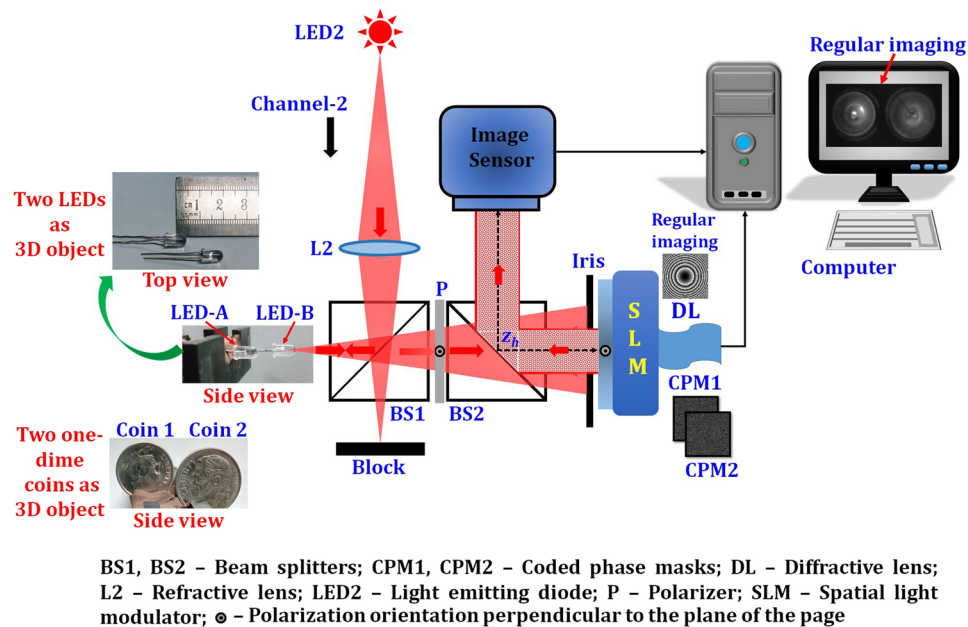 LED2
Regular imaging
Channel-2
Image
Sensor
Two LEDs
as
3D object
cm 1 2 3
Top view
L2
P
Regular
imaging
Iris
DL
Computer
LED-A
LED-B
z_h
S
L
M
Side view
BS1
BS2
CPM1
Two one-
dime
coins as
3D object
Coin 1
Coin 2
Block
CPM2
Side view
BS1, BS2 – Beam splitters; CPM1, CPM2 – Coded phase masks; DL – Diffractive lens;
L2 – Refractive lens; LED2 – Light emitting diode; P – Polarizer; SLM – Spatial light
modulator; ⊙ – Polarization orientation perpendicular to the plane of the page